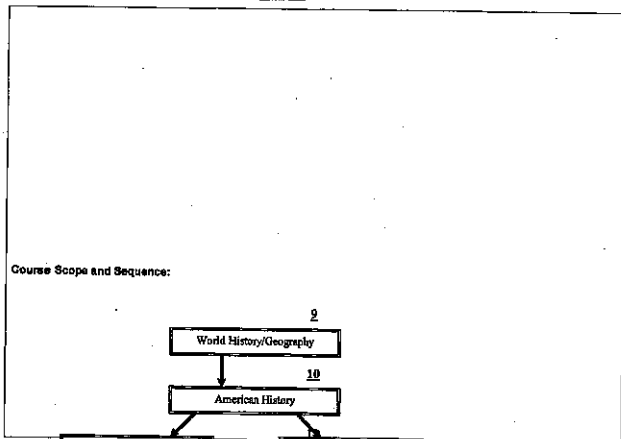 Course Scope and Sequence:
9
World History/Geography
10
American History